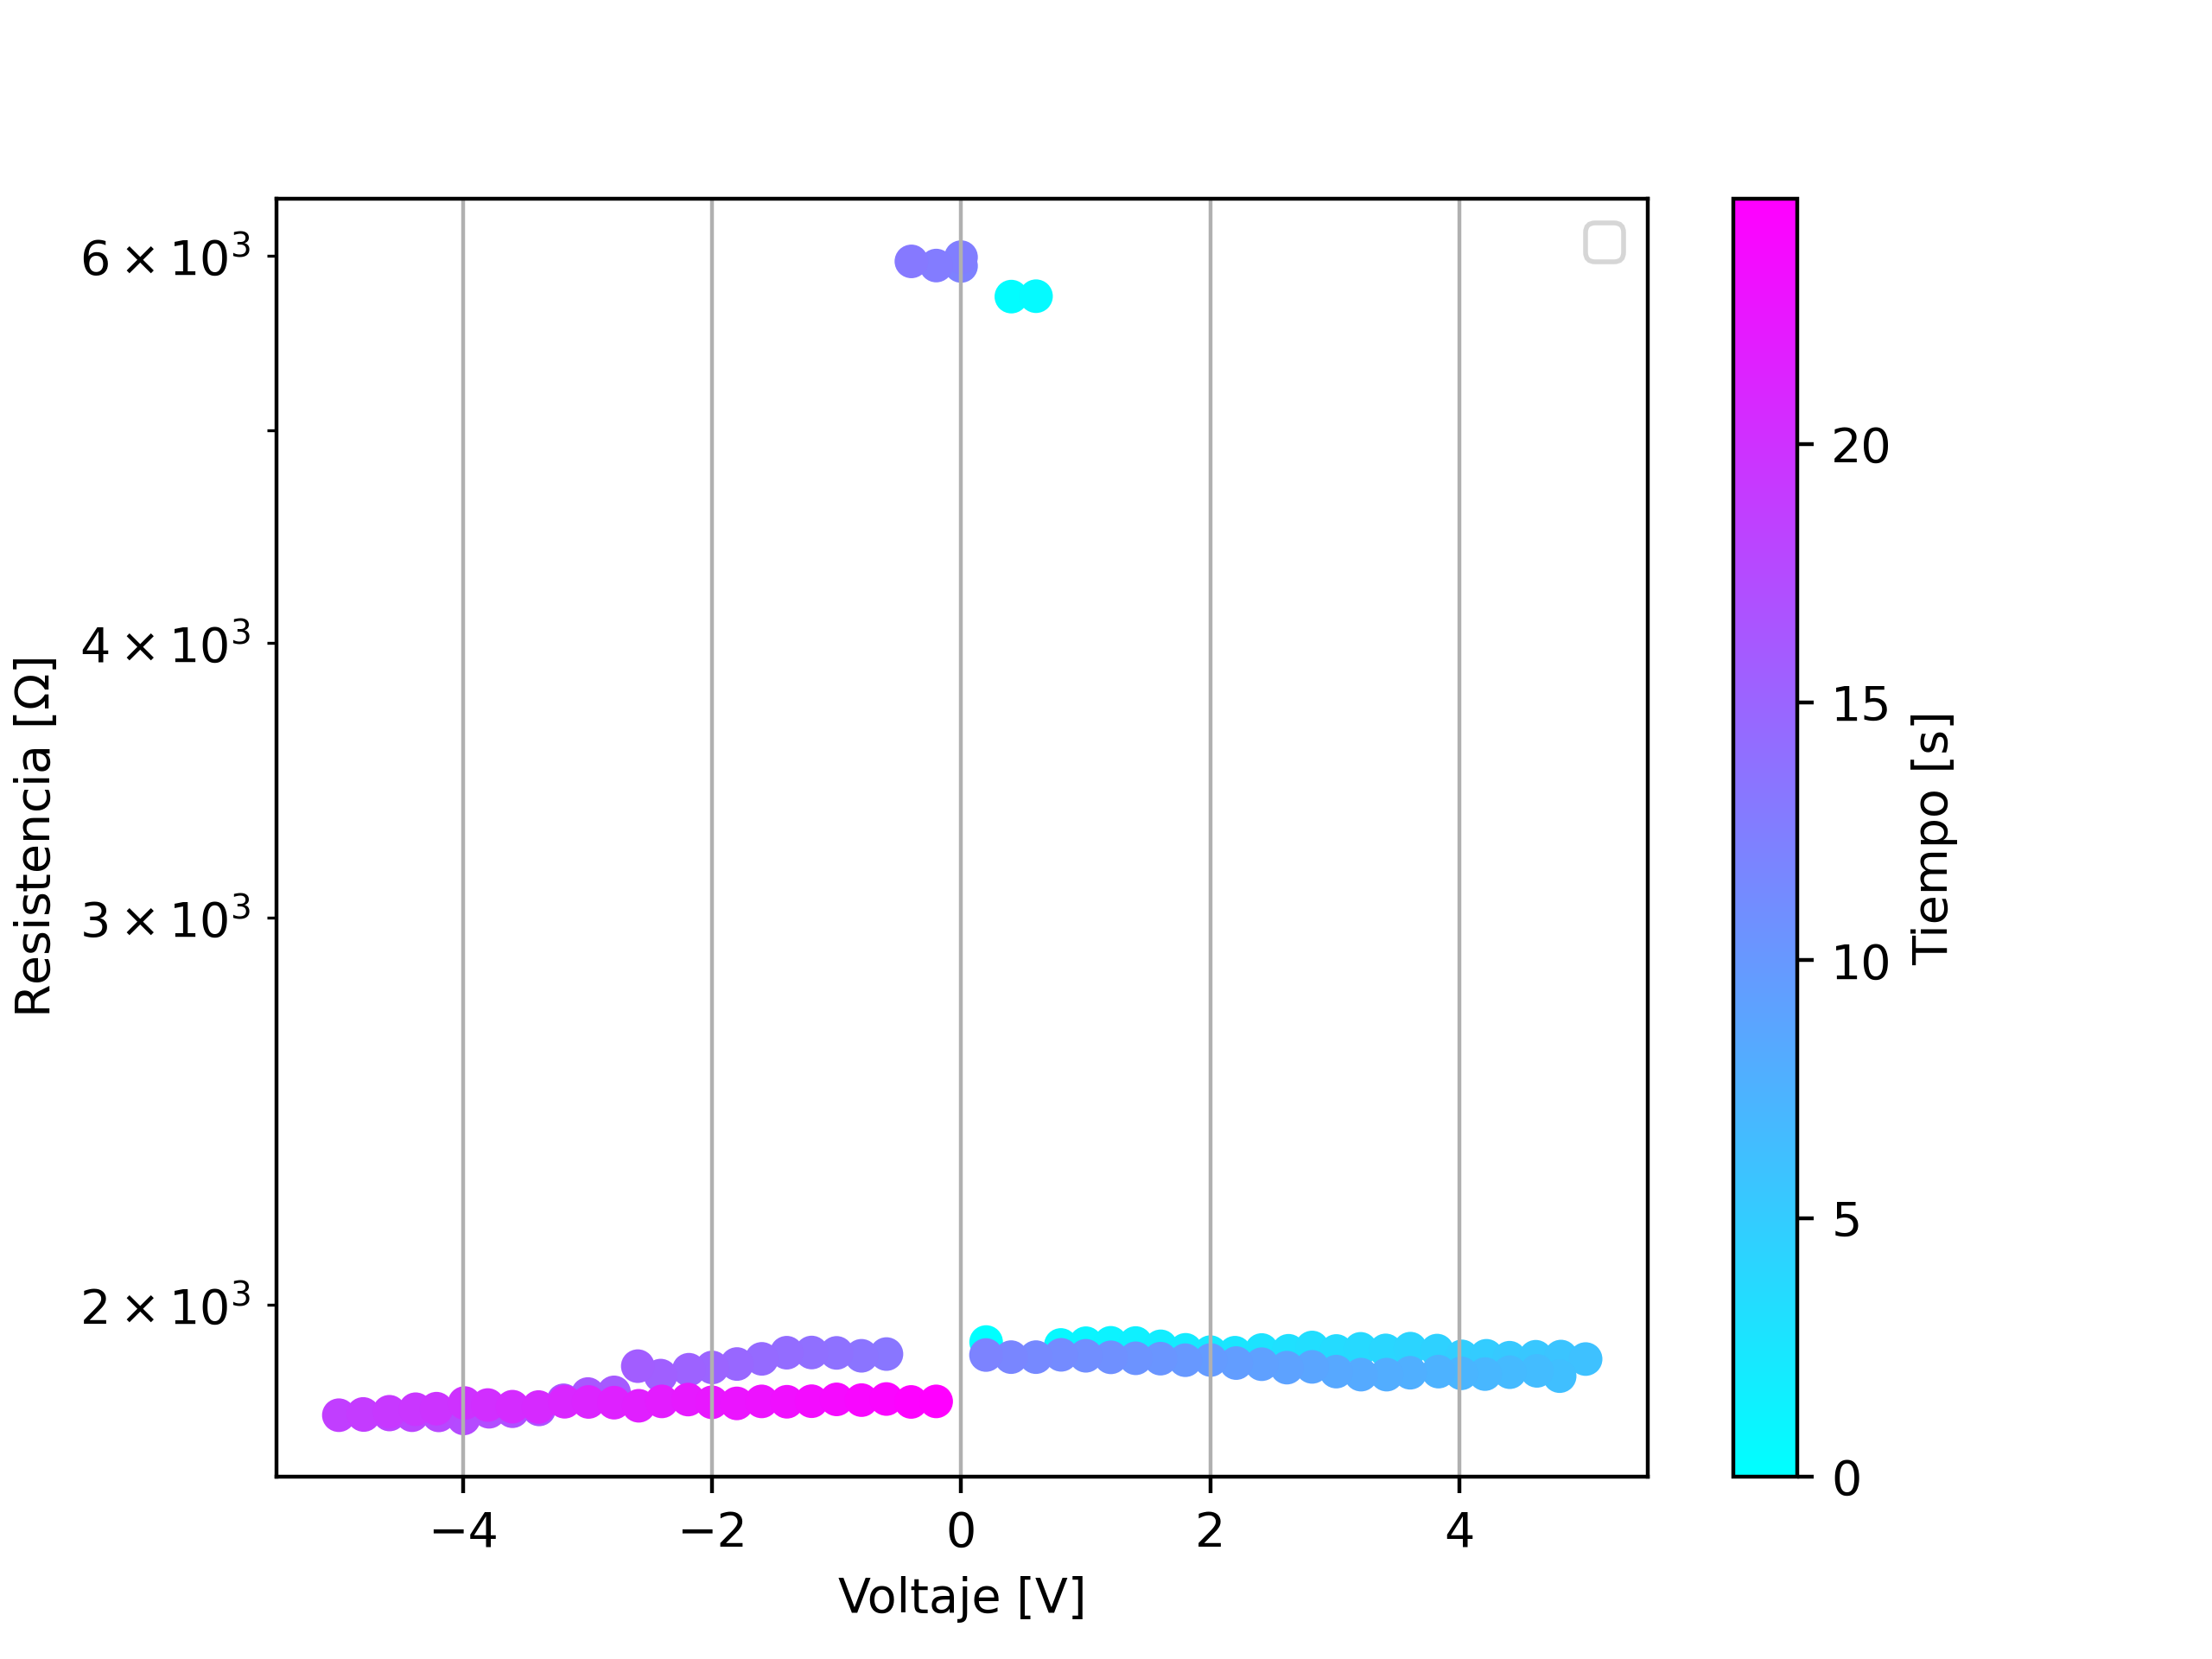 6 × 10³
4 × 10³
3 × 10³
2 × 10³
Resistencia [Ω]
−4
−2
0
2
4
Voltaje [V]
20
15
10
5
0
Tiempo [s]